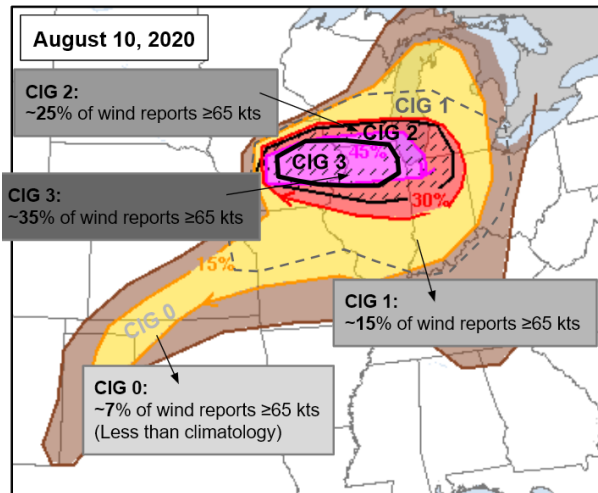 August 10, 2020
CIG 2:
~25% of wind reports ≥65 kts
CIG 1
CIG 2
45%
CIG 3
CIG 3:
~35% of wind reports ≥65 kts
30%
15%
CIG 1:
~15% of wind reports ≥65 kts
CIG 0
CIG 0:
~7% of wind reports ≥65 kts
(Less than climatology)